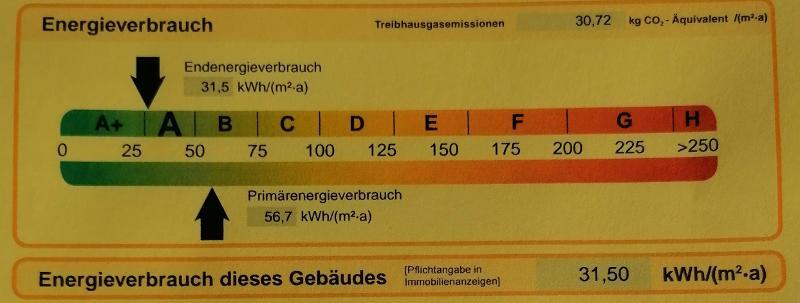 Energieverbrauch
Treibhausgasemissionen 30,72 kg CO₂-Äquivalent /(m²·a)
Endenergieverbrauch
31,5 kWh/(m²·a)
A+ A B C D E F G H
0 25 50 75 100 125 150 175 200 225 >250
Primärenergieverbrauch
56,7 kWh/(m²·a)
Energieverbrauch dieses Gebäudes [Pflichtangabe in Immobilienanzeigen] 31,50 kWh/(m²·a)